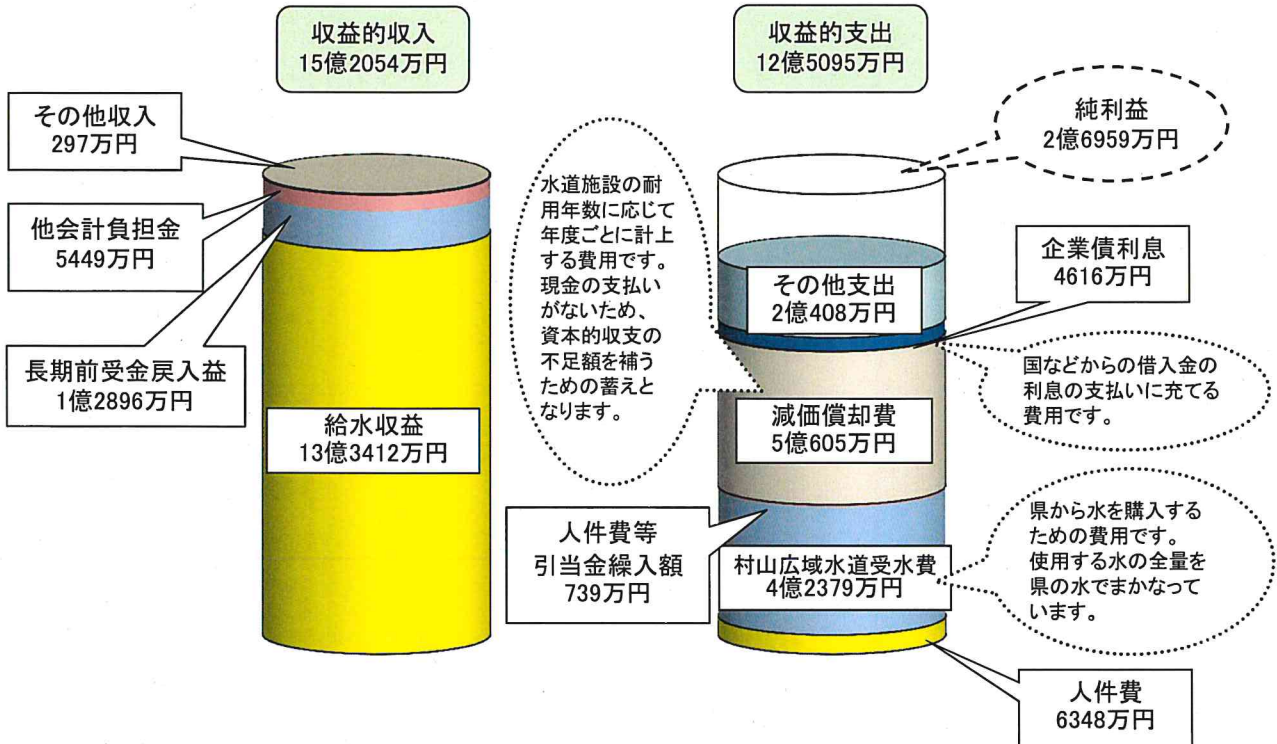 収益的収入
15億2054万円
収益的支出
12億5095万円
その他収入
297万円
他会計負担金
5449万円
長期前受金戻入益
1億2896万円
給水収益
13億3412万円
水道施設の耐
用年数に応じて
年度ごとに計上
する費用です。
現金の支払い
がないため、
資本的収支の
不足額を補う
ための蓄えと
なります。
純利益
2億6959万円
その他支出
2億408万円
企業債利息
4616万円
国などからの借入金の
利息の支払いに充てる
費用です。
減価償却費
5億605万円
人件費等
引当金繰入額
739万円
村山広域水道受水費
4億2379万円
県から水を購入する
ための費用です。
使用する水の全量を
県の水でまかなって
います。
人件費
6348万円